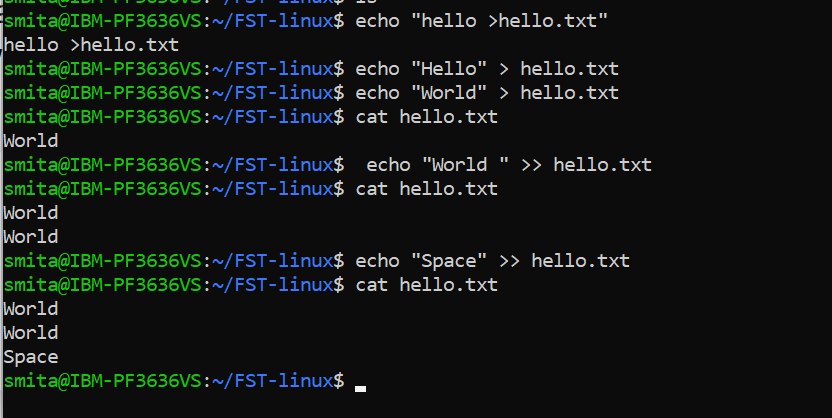 smita@IBM-PF3636VS:~/FST-linux$ echo "hello >hello.txt"
hello >hello.txt
smita@IBM-PF3636VS:~/FST-linux$ echo "Hello" > hello.txt
smita@IBM-PF3636VS:~/FST-linux$ echo "World" > hello.txt
smita@IBM-PF3636VS:~/FST-linux$ cat hello.txt
World
smita@IBM-PF3636VS:~/FST-linux$  echo "World " >> hello.txt
smita@IBM-PF3636VS:~/FST-linux$ cat hello.txt
World
World
smita@IBM-PF3636VS:~/FST-linux$ echo "Space" >> hello.txt
smita@IBM-PF3636VS:~/FST-linux$ cat hello.txt
World
World
Space
smita@IBM-PF3636VS:~/FST-linux$